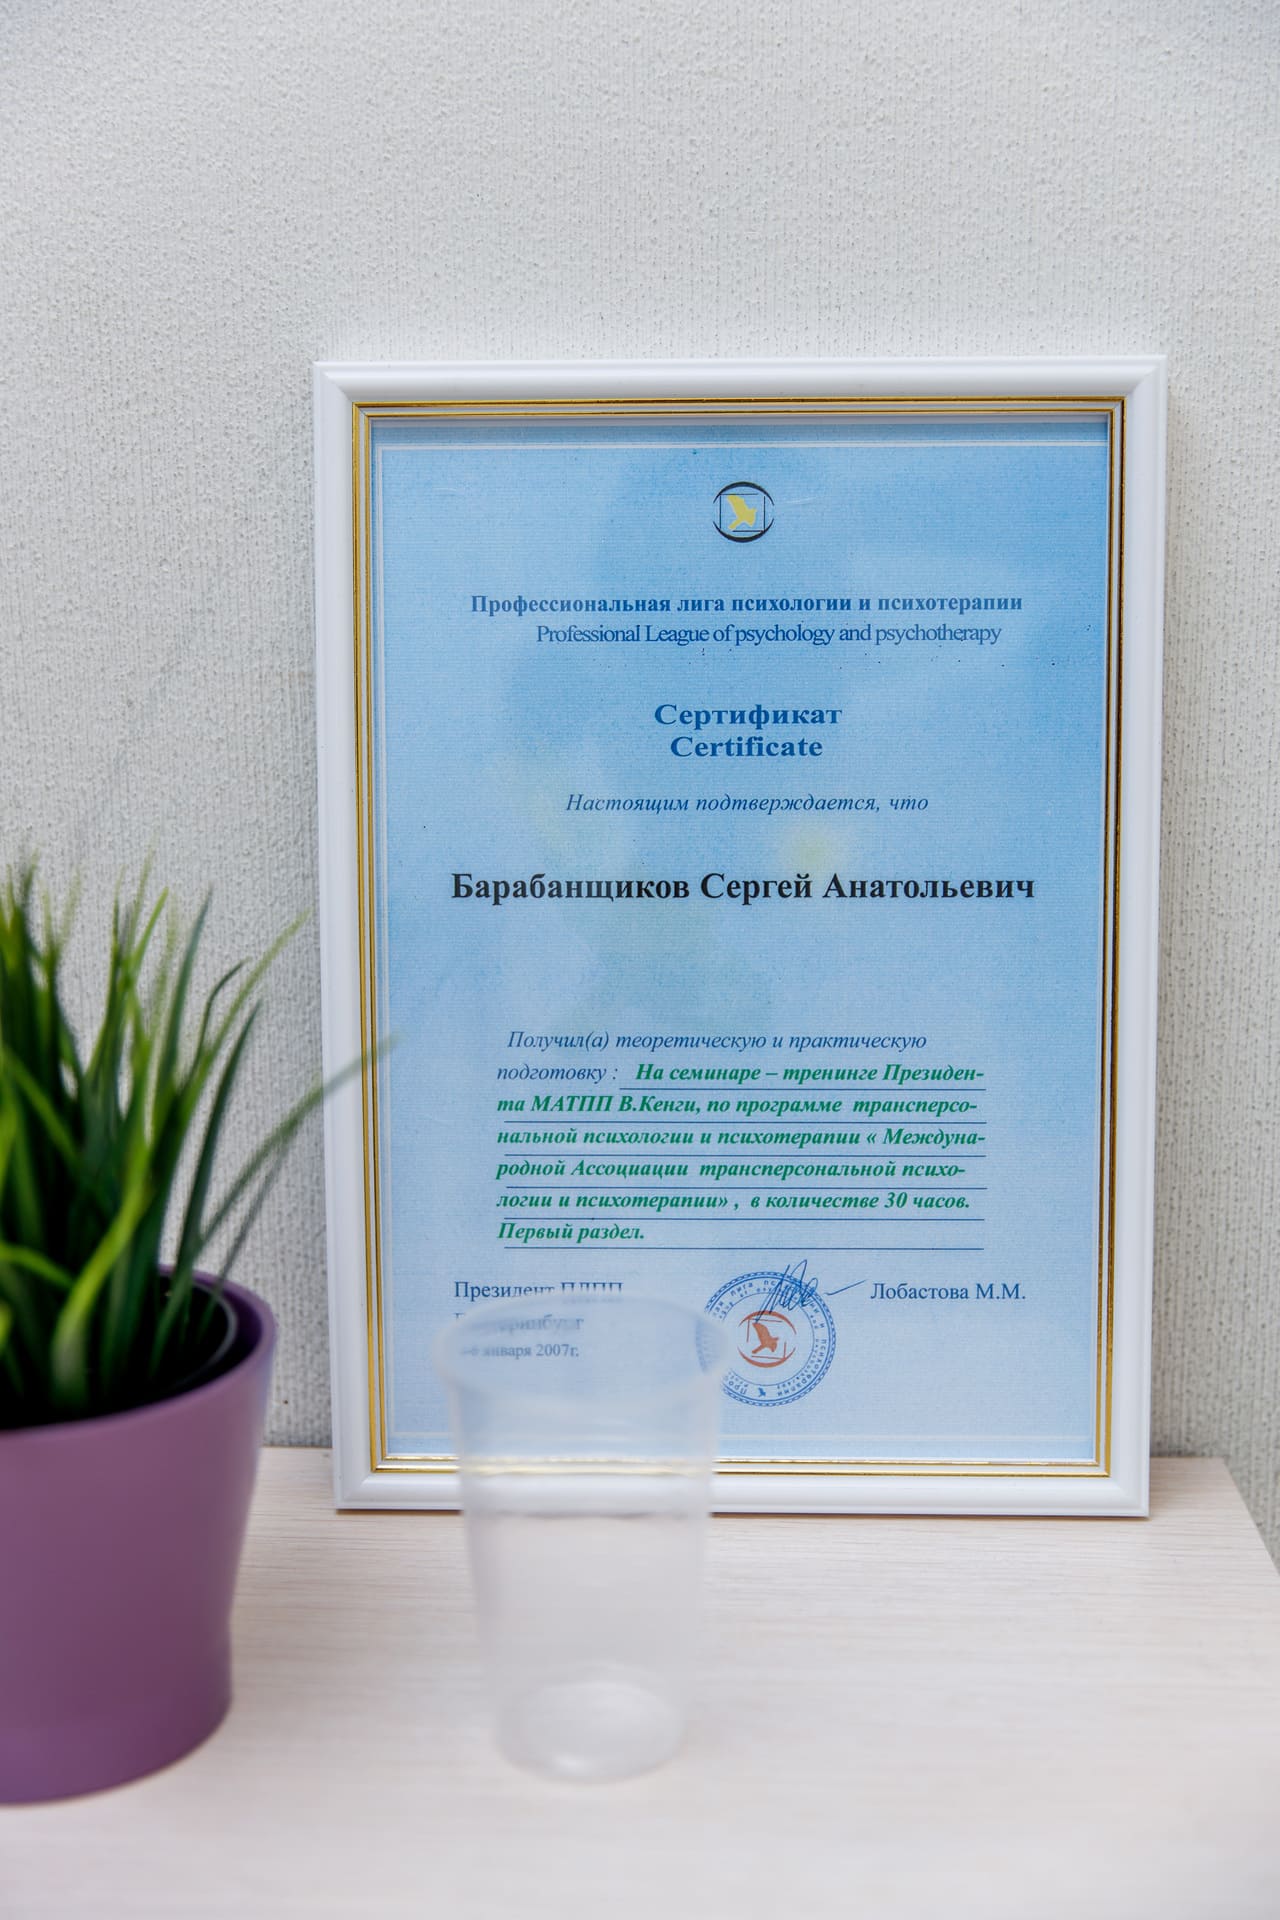 Профессиональная лига психологии и психотерапии
Professional League of psychology and psychotherapy
Сертификат
Certificate
Настоящим подтверждается, что
Барабанщиков Сергей Анатольевич
Получил(а) теоретическую и практическую
подготовку : На семинаре – тренинге Президен-
та МАТПП В.Кенги, по программе трансперсо-
нальной психологии и психотерапии « Междуна-
родной Ассоциации трансперсональной психо-
логии и психотерапии» , в количестве 30 часов.
Первый раздел.
Президент ПЛПП
Лобастова М.М.
января 2007г.